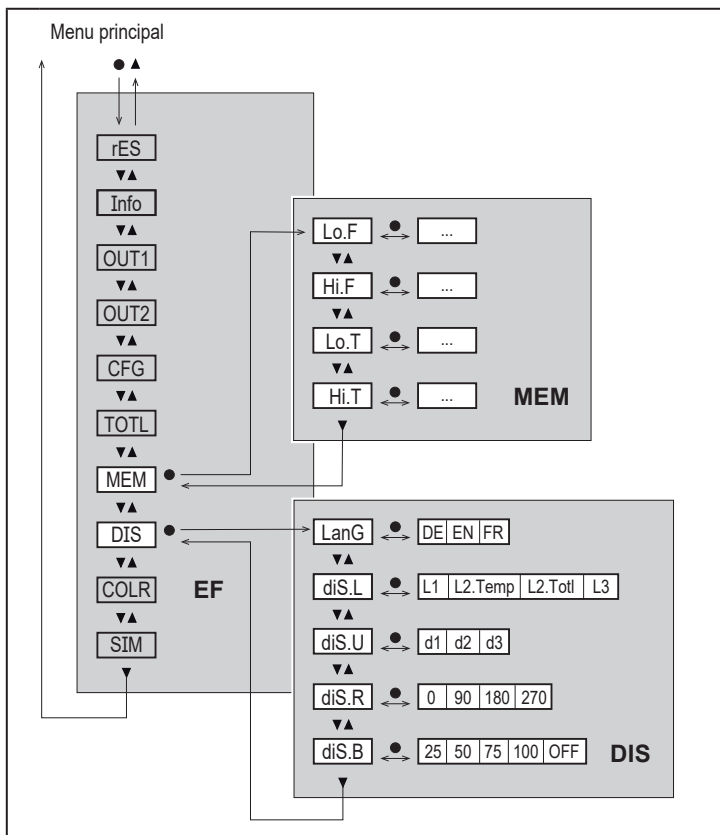 Menu principal
rES
Info
OUT1
OUT2
CFG
TOTL
MEM
DIS
COLR
SIM
EF
Lo.F ...
Hi.F ...
Lo.T ...
Hi.T ...
MEM
LanG DE EN FR
diS.L L1 L2.Temp L2.Totl L3
diS.U d1 d2 d3
diS.R 0 90 180 270
diS.B 25 50 75 100 OFF
DIS